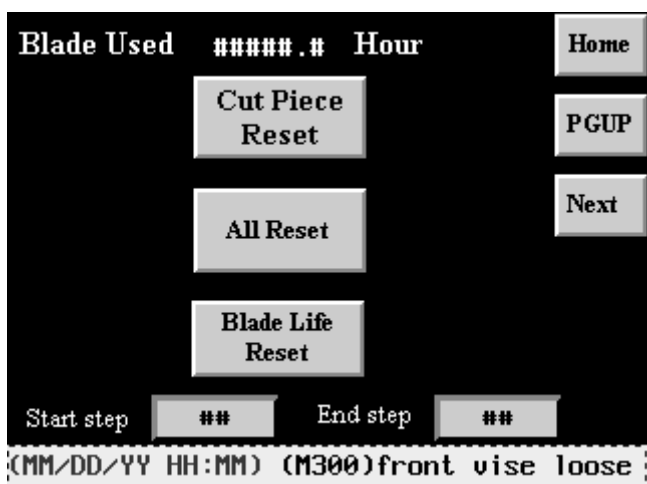 Blade Used #####.# Hour
Home
Cut Piece
Reset
PGUP
All Reset
Next
Blade Life
Reset
Start step ## End step ##
(MM/DD/YY HH:MM) (M300)front vise loose